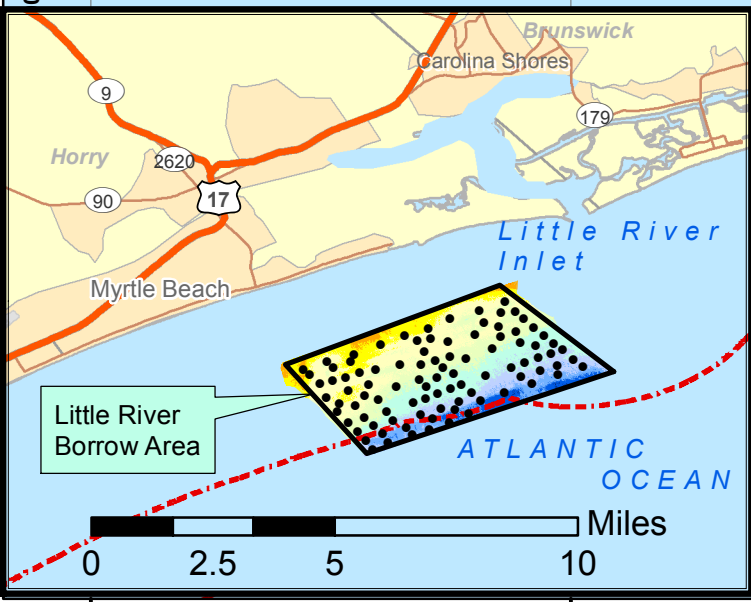 Brunswick
Carolina Shores
9
179
Horry
2620
90
17
Little River
Inlet
Myrtle Beach
Little River
Borrow Area
ATLANTIC
OCEAN
Miles
0 2.5 5 10